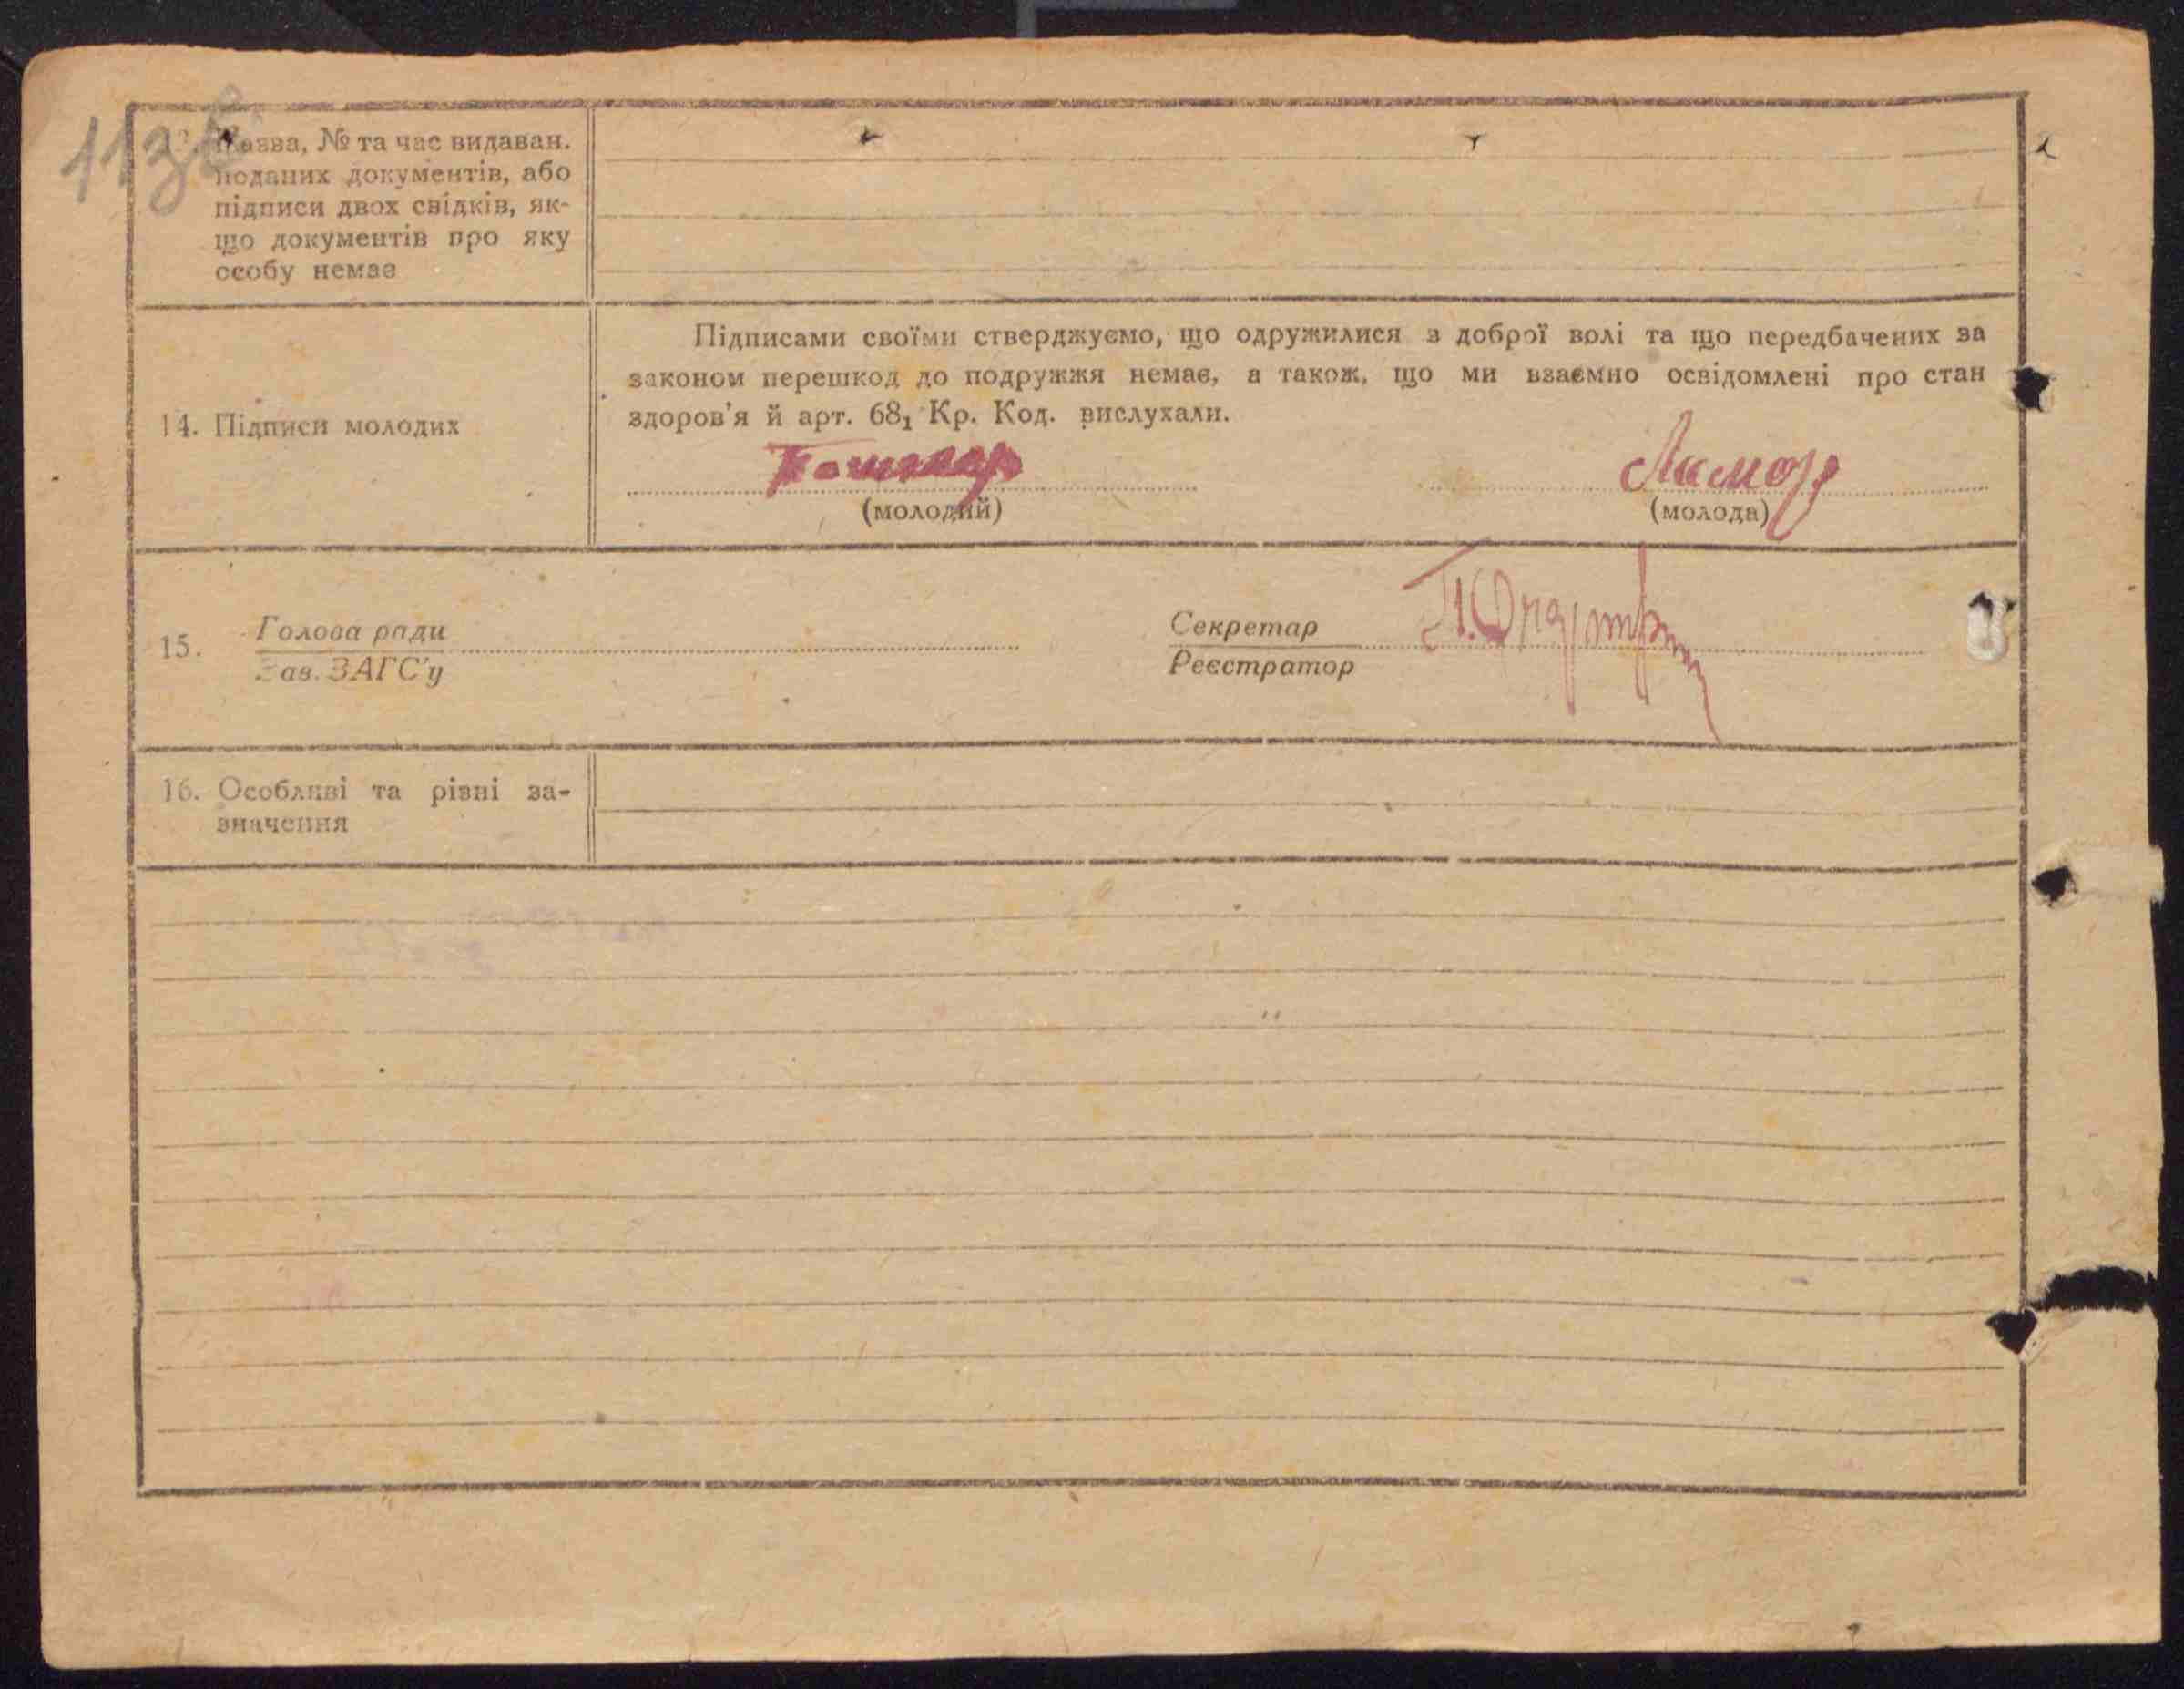 113
13. Назва, № та час видаван.
поданих документів, або
підписи двох свідків, як-
що документів про яку
особу немає
Підписами своїми стверджуємо, що одружилися з доброї волі та що передбачених за
законом перешкод до подружжя немає, а також, що ми взаємно освідомлені про стан
здоров'я й арт. 68₁ Кр. Код. вислухали.
14. Підписи молодих
(молодий)
(молода)
15. Голова ради
Зав. ЗАГС'у
Секретар
Реєстратор
16. Особливі та різні за-
значення